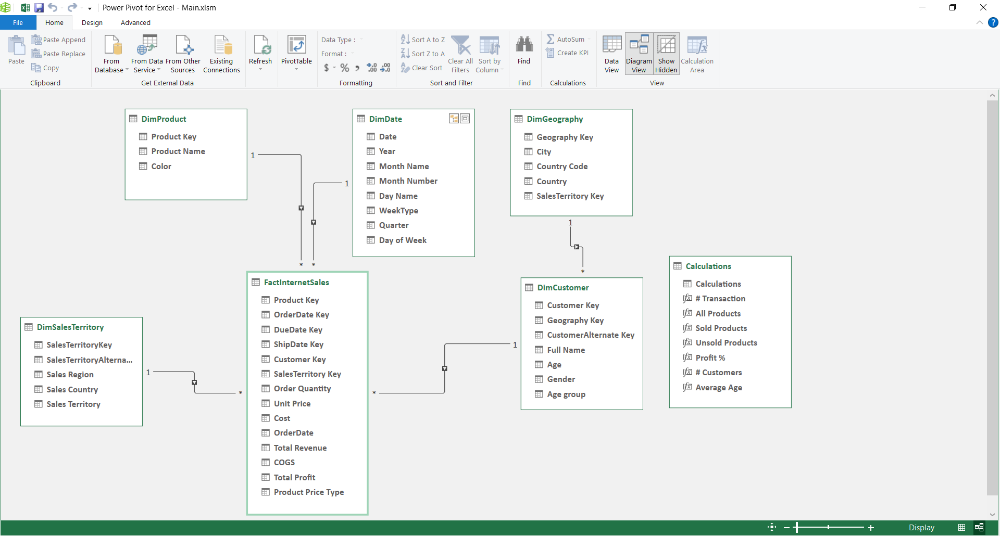 Power Pivot for Excel - Main.xlsm
File Home Design Advanced
Paste
Paste Append
Paste Replace
Copy
Clipboard
From Database
From Data Service
From Other Sources
Existing Connections
Get External Data
Refresh
PivotTable
Data Type :
Format :
$ % , .00 .00
Formatting
Sort A to Z
Sort Z to A
Clear Sort
Clear All Filters
Sort by Column
Sort and Filter
Find
Find
AutoSum
Create KPI
Calculations
Data View
Diagram View
Show Hidden
Calculation Area
View
DimProduct
Product Key
Product Name
Color
1
*
DimDate
Date
Year
Month Name
Month Number
Day Name
WeekType
Quarter
Day of Week
1
*
DimGeography
Geography Key
City
Country Code
Country
SalesTerritory Key
1
*
DimSalesTerritory
SalesTerritoryKey
SalesTerritoryAlterna...
Sales Region
Sales Country
Sales Territory
1
*
FactInternetSales
Product Key
OrderDate Key
DueDate Key
ShipDate Key
Customer Key
SalesTerritory Key
Order Quantity
Unit Price
Cost
OrderDate
Total Revenue
COGS
Total Profit
Product Price Type
*
1
DimCustomer
Customer Key
Geography Key
CustomerAlternate Key
Full Name
Age
Gender
Age group
Calculations
Calculations
# Transaction
All Products
Sold Products
Unsold Products
Profit %
# Customers
Average Age
Display